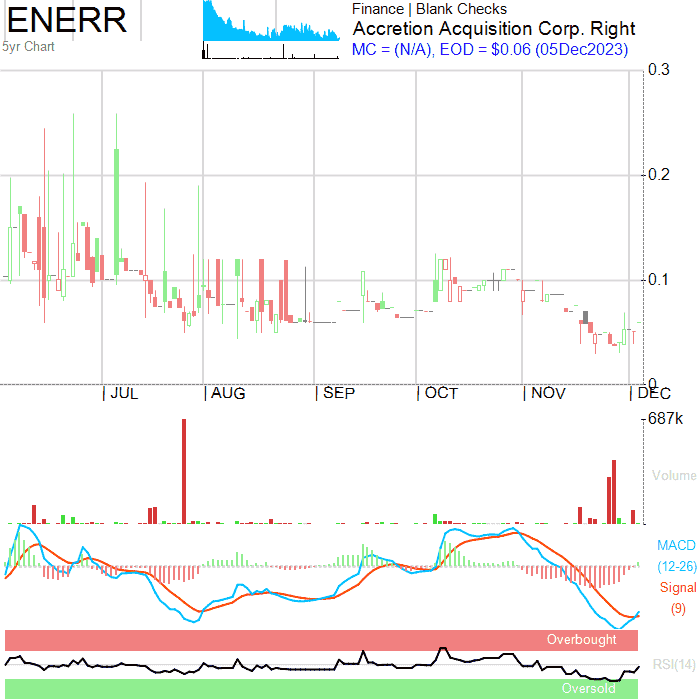 ENERR
5yr Chart
Finance | Blank Checks
Accretion Acquisition Corp. Right
MC = (N/A), EOD = $0.06 (05Dec2023)
0.3
0.2
0.1
0
| JUL | AUG | SEP | OCT | NOV | DEC
687k
Volume
MACD
(12-26)
Signal
(9)
Overbought
RSI(14)
Oversold